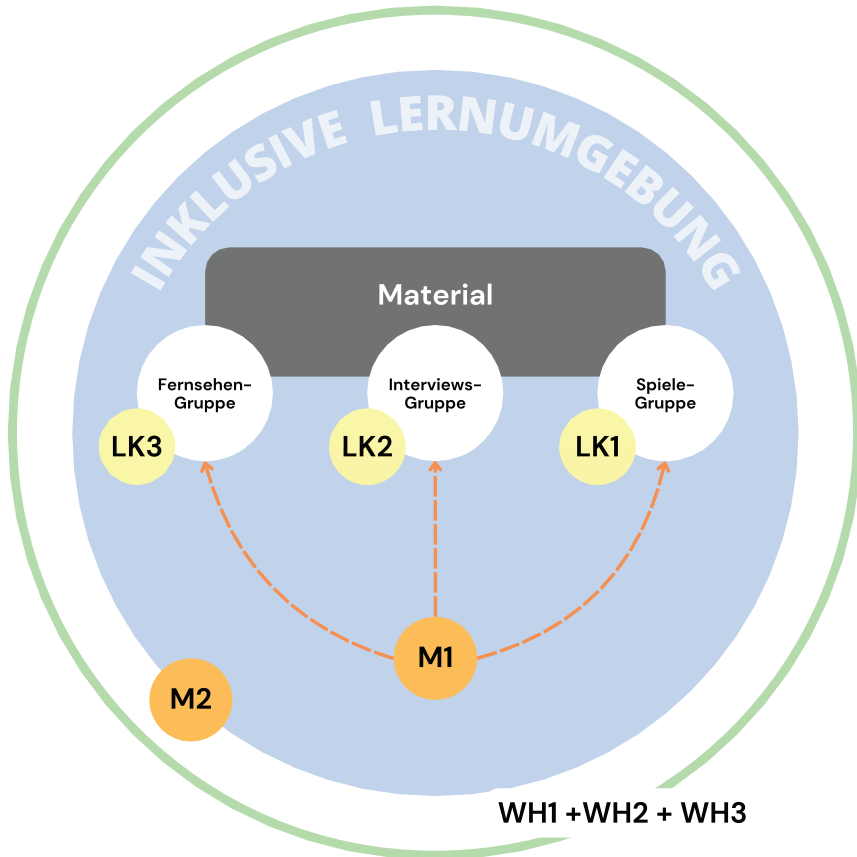 INKLUSIVE LERNUMGEBUNG
Material
Fernsehen-
Gruppe
Interviews-
Gruppe
Spiele-
Gruppe
LK3
LK2
LK1
M1
M2
WH1 +WH2 + WH3